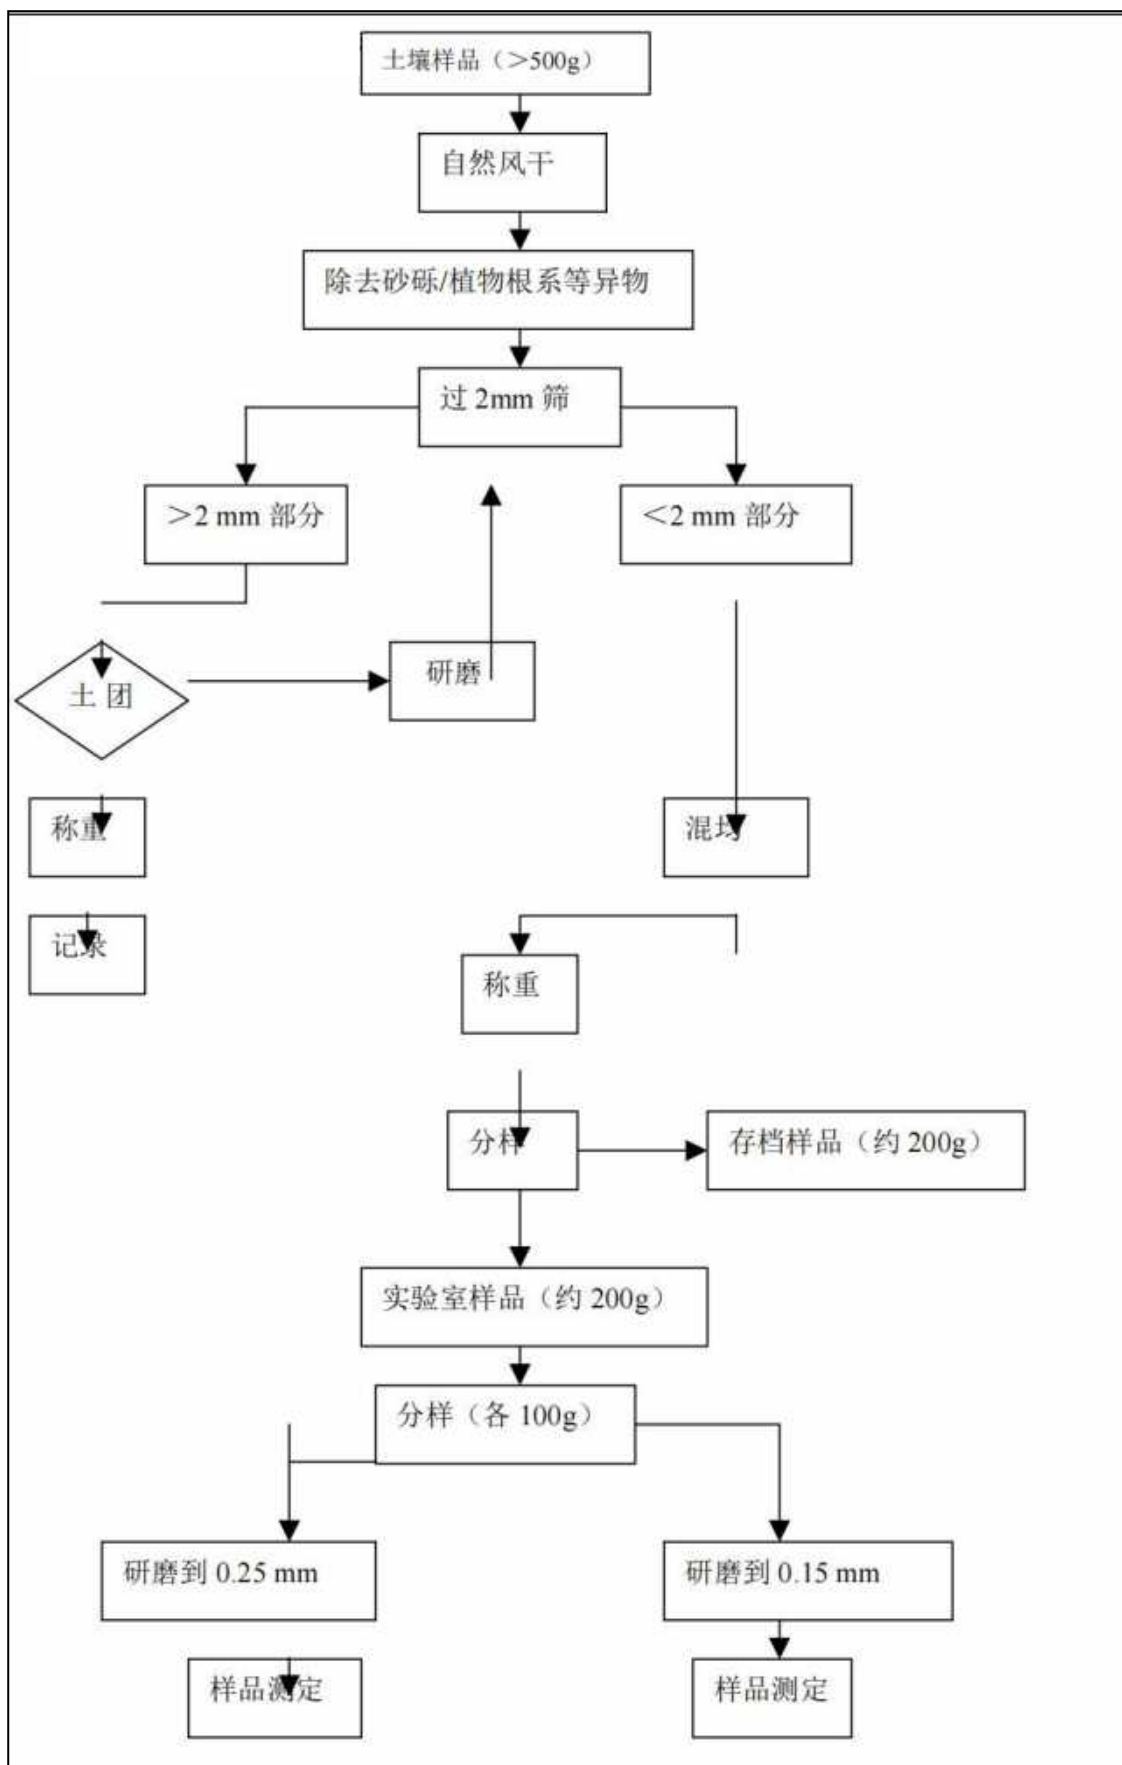 土壤样品（＞500g）
自然风干
除去砂砾/植物根系等异物
过 2mm 筛
＞2 mm 部分
＜2 mm 部分
土 团
研磨
称重
混均
记录
称重
分样
存档样品（约 200g）
实验室样品（约 200g）
分样（各 100g）
研磨到 0.25 mm
研磨到 0.15 mm
样品测定
样品测定